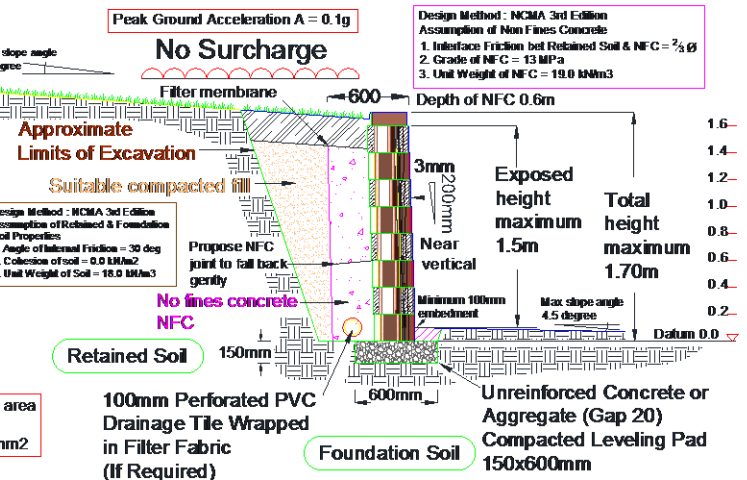 Peak Ground Acceleration A = 0.1g
Design Method : NCMA 3rd Edition
Assumption of Non Fines Concrete
1. Interface Friction bet Retained Soil & NFC = ⅔ Ø
2. Grade of NFC = 13 MPa
3. Unit Weight of NFC = 19.0 kN/m3
slope angle
No Surcharge
Filter membrane
600
Depth of NFC 0.6m
Approximate
Limits of Excavation
Suitable compacted fill
3mm
200mm
Near
vertical
Exposed
height
maximum
1.5m
Total
height
maximum
1.70m
1.6
1.4
1.2
1.0
0.8
0.6
0.4
0.2
Datum 0.0
Design Method : NCMA 3rd Edition
Assumption of Retained & Foundation
Soil Properties
Angle of Internal Friction = 30 deg
Cohesion of soil = 0.0 kN/m2
Unit Weight of Soil = 18.0 kN/m3
Propose NFC
joint to fall back
gently
No fines concrete
NFC
Minimum 100mm
embedment
Max slope angle
4.5 degree
Retained Soil
150mm
600mm
area
100mm Perforated PVC
Drainage Tile Wrapped
in Filter Fabric
(If Required)
Foundation Soil
Unreinforced Concrete or
Aggregate (Gap 20)
Compacted Leveling Pad
150x600mm